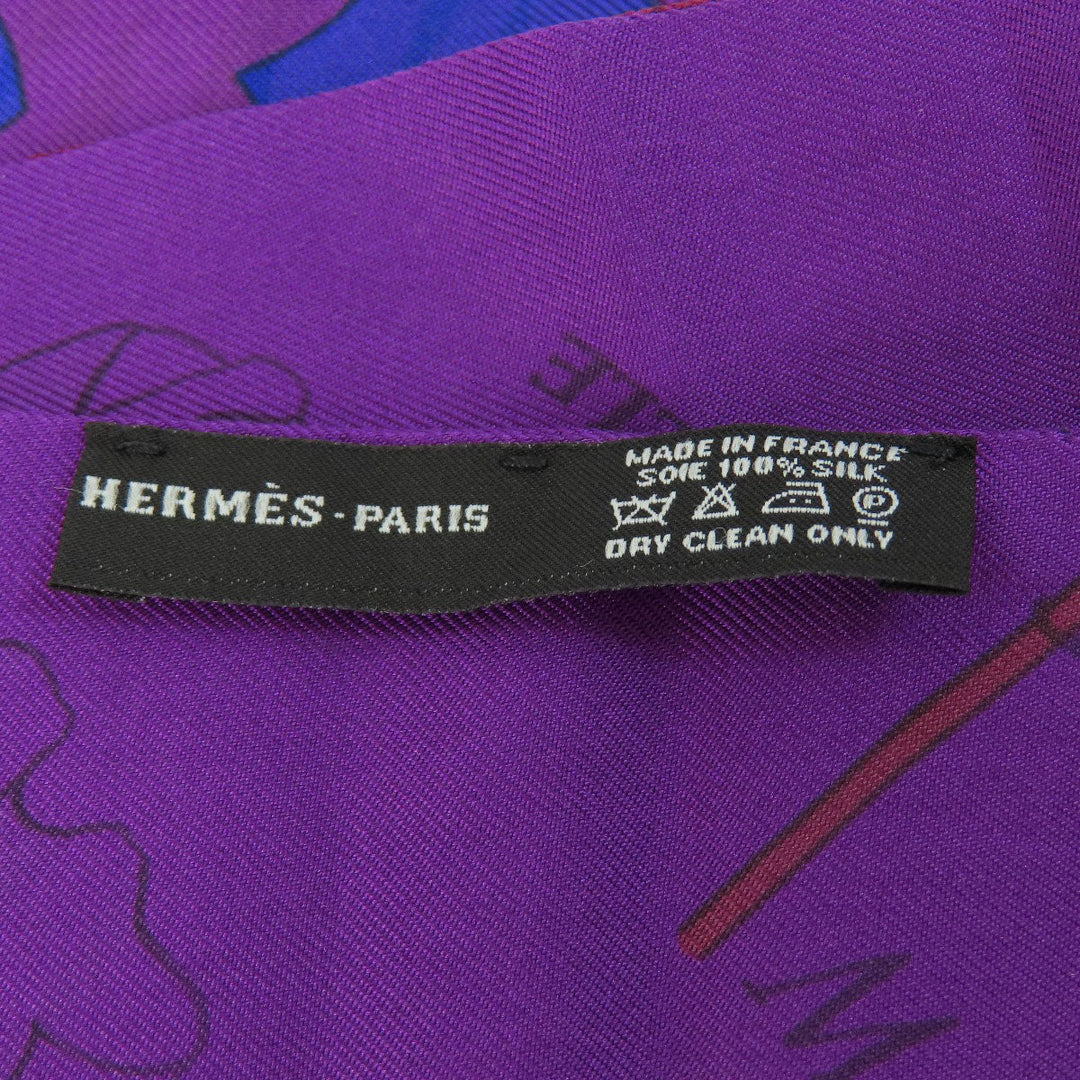 HERMÈS - PARIS
MADE IN FRANCE
SOIE 100% SILK
P
DRY CLEAN ONLY
M